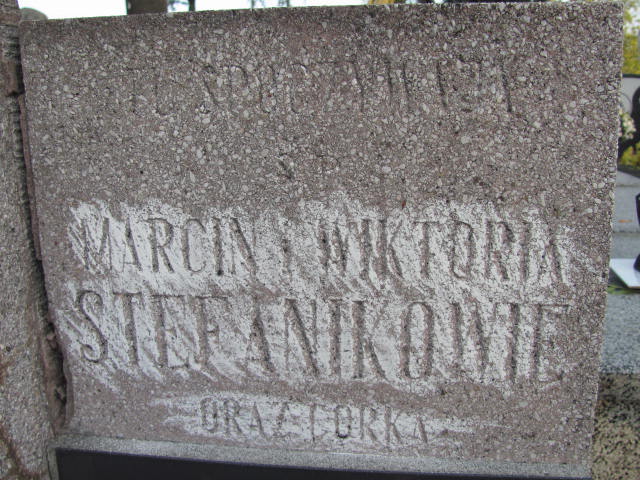 TU SPOCZYWAJĄ
Ś.P.
MARCIN i WIKTORIA
STEFANIKOWIE
ORAZ CÓRKA